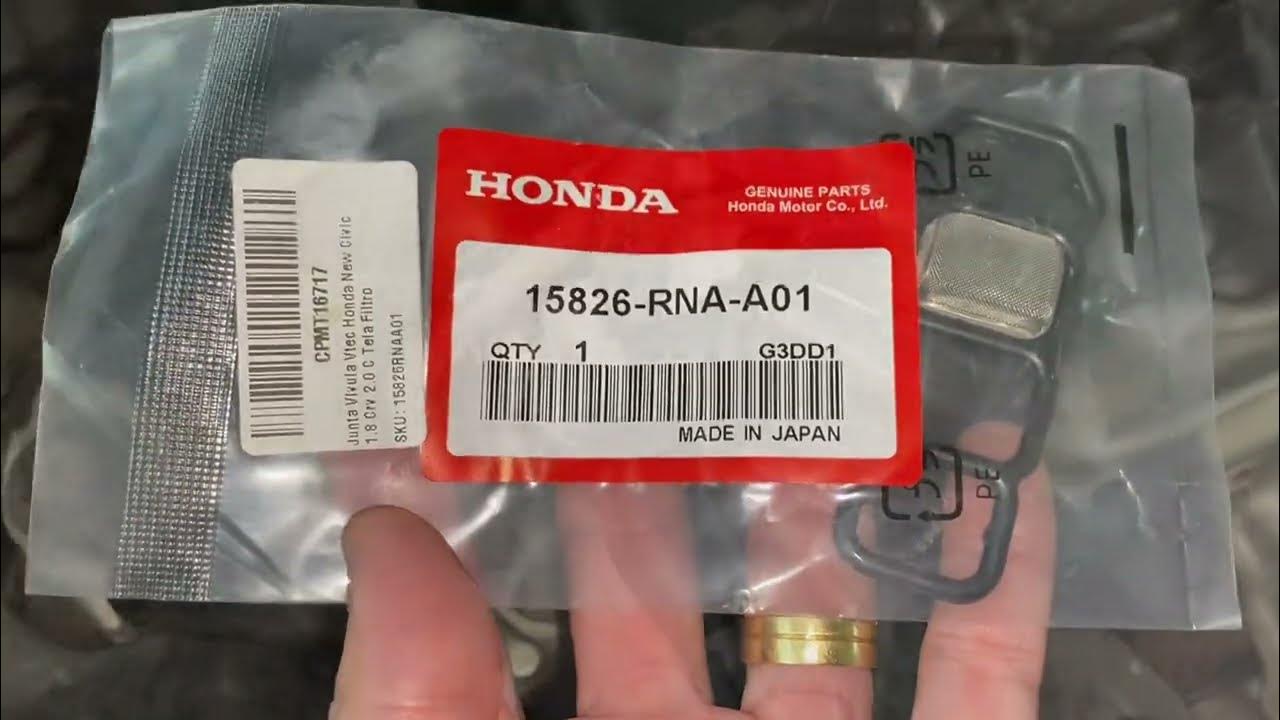 CPMT16717
Junta Vlvula Vtec Honda New Civic
1.8 Crv 2.0 C Tela Filtro
SKU: 15826RNAA01
HONDA
GENUINE PARTS
Honda Motor Co., Ltd.
15826-RNA-A01
QTY 1 G3DD1
MADE IN JAPAN
PE
PE